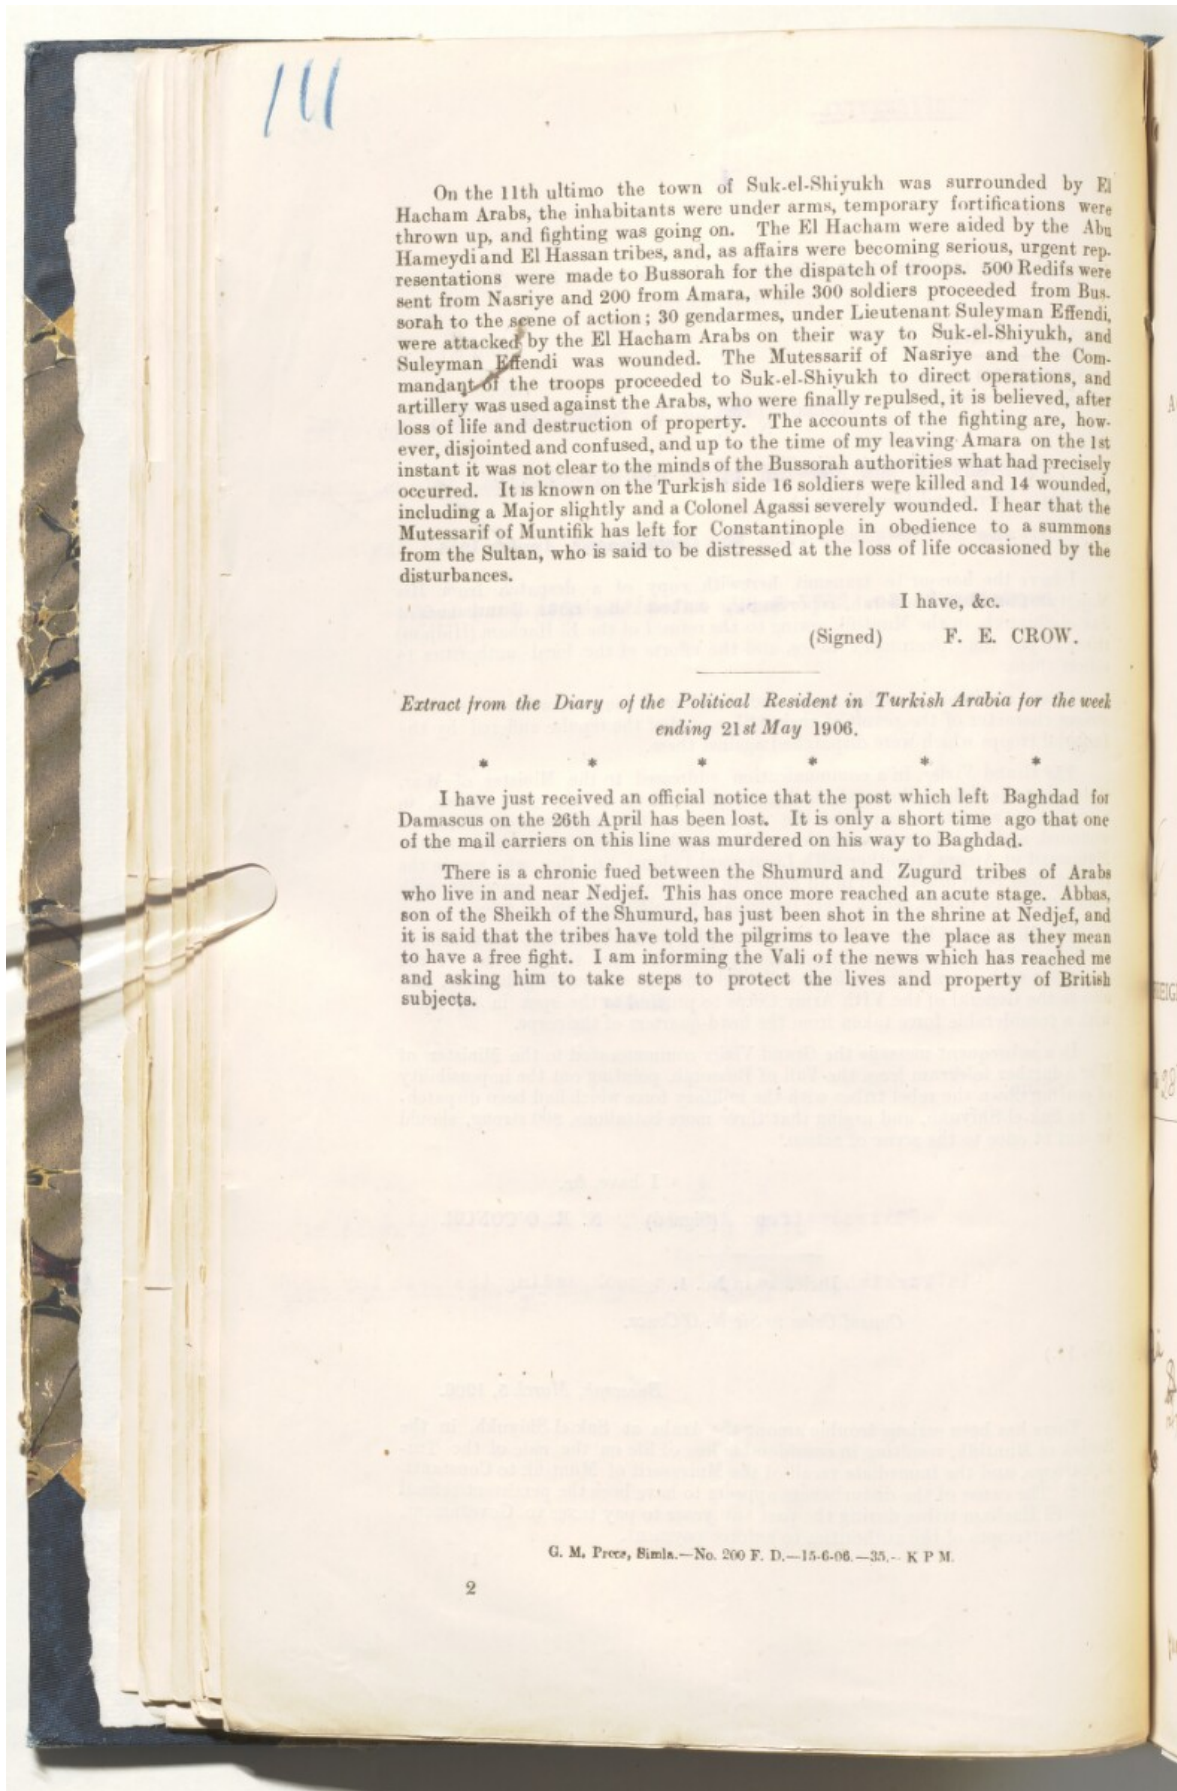 111
On the 11th ultimo the town of Suk-el-Shiyukh was surrounded by El
Hacham Arabs, the inhabitants were under arms, temporary fortifications were
thrown up, and fighting was going on. The El Hacham were aided by the Abu
Hameydi and El Hassan tribes, and, as affairs were becoming serious, urgent rep-
resentations were made to Bussorah for the dispatch of troops. 500 Redifs were
sent from Nasriye and 200 from Amara, while 300 soldiers proceeded from Bus-
sorah to the scene of action; 30 gendarmes, under Lieutenant Suleyman Effendi,
were attacked by the El Hacham Arabs on their way to Suk-el-Shiyukh, and
Suleyman Effendi was wounded. The Mutessarif of Nasriye and the Com-
mandant of the troops proceeded to Suk-el-Shiyukh to direct operations, and
artillery was used against the Arabs, who were finally repulsed, it is believed, after
loss of life and destruction of property. The accounts of the fighting are, how-
ever, disjointed and confused, and up to the time of my leaving Amara on the 1st
instant it was not clear to the minds of the Bussorah authorities what had precisely
occurred. It is known on the Turkish side 16 soldiers were killed and 14 wounded,
including a Major slightly and a Colonel Agassi severely wounded. I hear that the
Mutessarif of Muntifik has left for Constantinople in obedience to a summons
from the Sultan, who is said to be distressed at the loss of life occasioned by the
disturbances.
I have, &c.
(Signed) F. E. CROW.
Extract from the Diary of the Political Resident in Turkish Arabia for the week
ending 21st May 1906.
* * * * * *
I have just received an official notice that the post which left Baghdad for
Damascus on the 26th April has been lost. It is only a short time ago that one
of the mail carriers on this line was murdered on his way to Baghdad.
There is a chronic fued between the Shumurd and Zugurd tribes of Arabs
who live in and near Nedjef. This has once more reached an acute stage. Abbas,
son of the Sheikh of the Shumurd, has just been shot in the shrine at Nedjef, and
it is said that the tribes have told the pilgrims to leave the place as they mean
to have a free fight. I am informing the Vali of the news which has reached me
and asking him to take steps to protect the lives and property of British
subjects.
G. M. Press, Simla.—No. 200 F. D.—15-6-06.—35.—K P M.
2